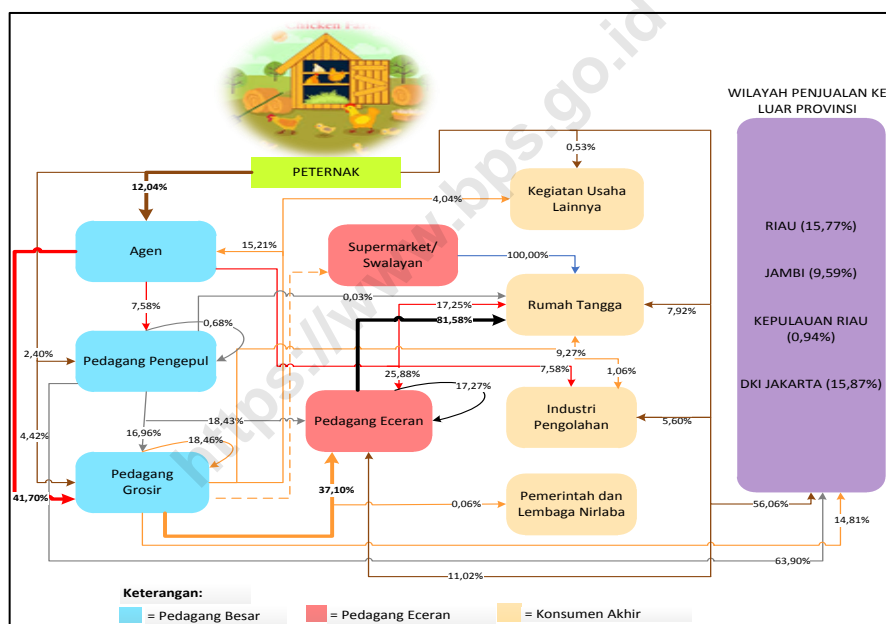 Chicken Farm
WILAYAH PENJUALAN KE
LUAR PROVINSI
PETERNAK
0,53%
12,04%
Kegiatan Usaha
Lainnya
4,04%
Agen
15,21%
Supermarket/
Swalayan
100,00%
RIAU (15,77%)
JAMBI (9,59%)
KEPULAUAN RIAU
(0,94%)
DKI JAKARTA (15,87%)
7,58%
0,03%
17,25%
Rumah Tangga
7,92%
0,68%
81,58%
2,40%
Pedagang Pengepul
9,27%
7,58%
1,06%
25,88%
17,27%
Pedagang Eceran
Industri
Pengolahan
5,60%
18,43%
16,96%
18,46%
4,42%
Pedagang
Grosir
41,70%
37,10%
0,06%
Pemerintah dan
Lembaga Nirlaba
56,06%
14,81%
63,90%
11,02%
Keterangan:
= Pedagang Besar
= Pedagang Eceran
= Konsumen Akhir
https://www.bps.go.id